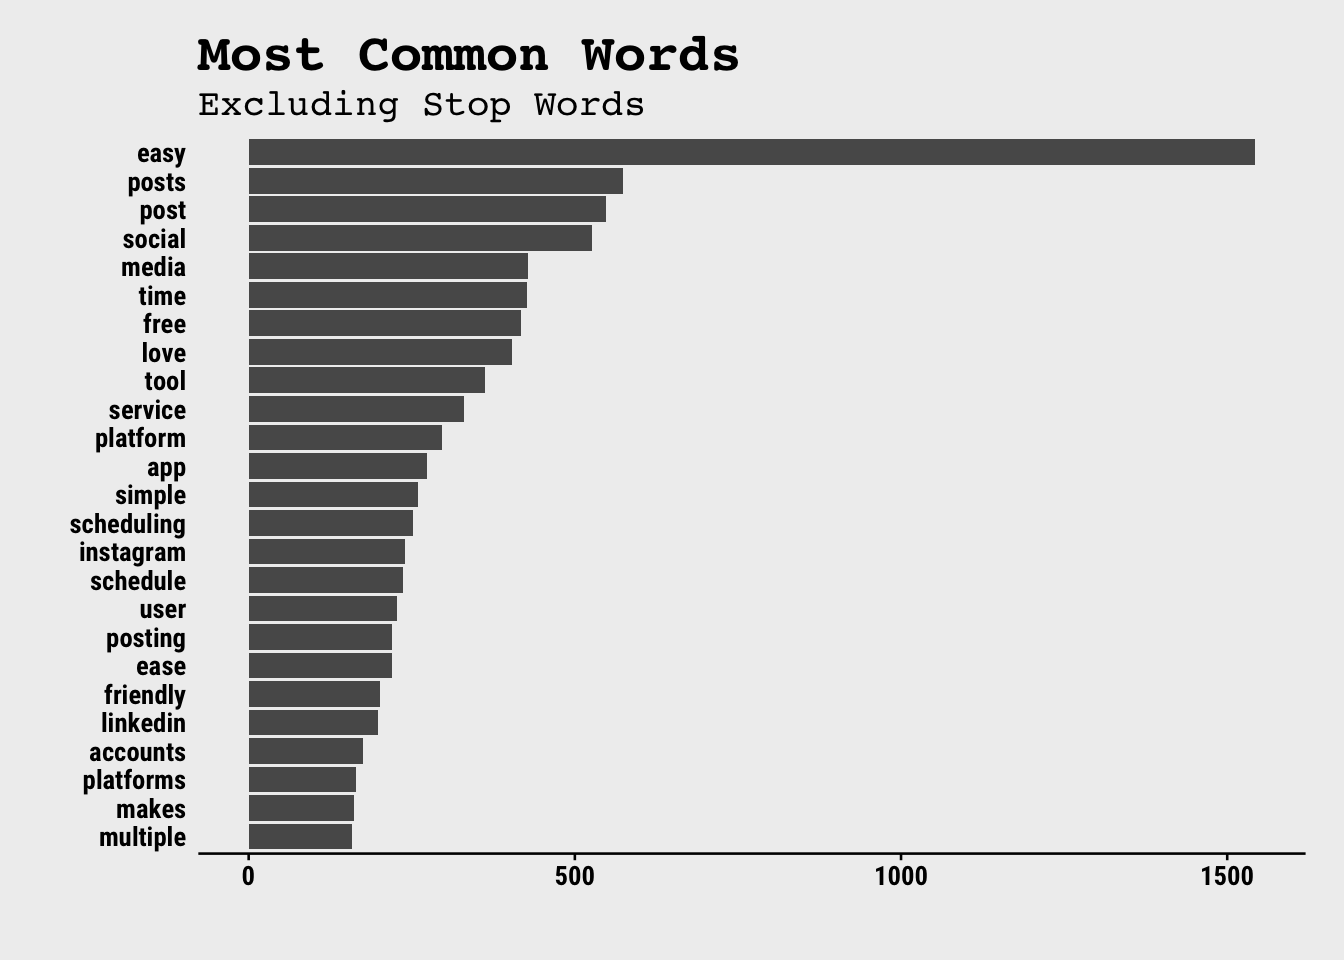 Most Common Words
Excluding Stop Words
easy
posts
post
social
media
time
free
love
tool
service
platform
app
simple
scheduling
instagram
schedule
user
posting
ease
friendly
linkedin
accounts
platforms
makes
multiple
0 500 1000 1500